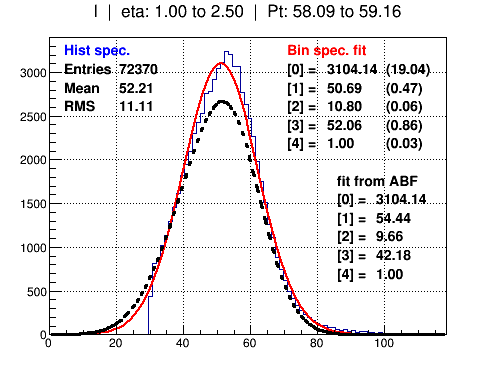 I | eta: 1.00 to 2.50 | Pt: 58.09 to 59.16
Hist spec.
Entries 72370
Mean 52.21
RMS 11.11
Bin spec. fit
[0] = 3104.14 (19.04)
[1] = 50.69 (0.47)
[2] = 10.80 (0.06)
[3] = 52.06 (0.86)
[4] = 1.00 (0.03)
fit from ABF
[0] = 3104.14
[1] = 54.44
[2] = 9.66
[3] = 42.18
[4] = 1.00
3000
2500
2000
1500
1000
500
0
0 20 40 60 80 100